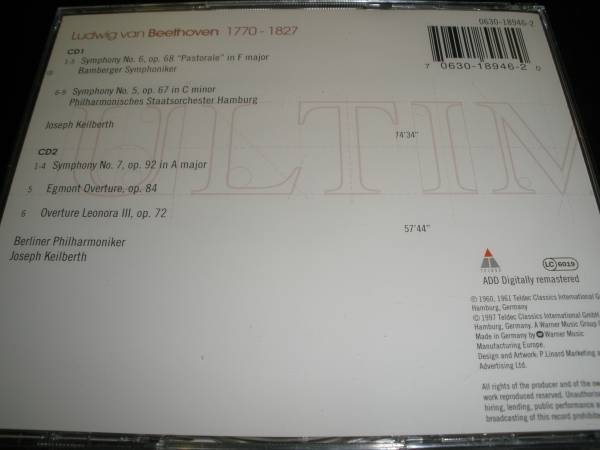 Ludwig van Beethoven 1770 - 1827
0630-18946-2
7 0630-18946-2 0
CD1
1-5 Symphony No. 6, op. 68 "Pastorale" in F major
Bamberger Symphoniker
6-9 Symphony No. 5, op. 67 in C minor
Philharmonisches Staatsorchester Hamburg
Joseph Keilberth
74'34"
ULTIM
CD2
1-4 Symphony No. 7, op. 92 in A major
5 Egmont Overture, op. 84
6 Overture Leonora III, op. 72
57'44"
Berliner Philharmoniker
Joseph Keilberth
TELDEC
LC 6019
ADD Digitally remastered
℗ 1960, 1961 Teldec Classics International G
Hamburg, Germany
© 1997 Teldec Classics International GmbH
Hamburg, Germany. A Warner Music Group
Made in Germany by Warner Music
Manufacturing Europe.
Design and Artwork: P.Linard Marketing a
Advertising Ltd.
All rights of the producer and of the ow
work reproduced reserved. Unauthoris
hiring, lending, public performance a
broadcasting of this record prohibite